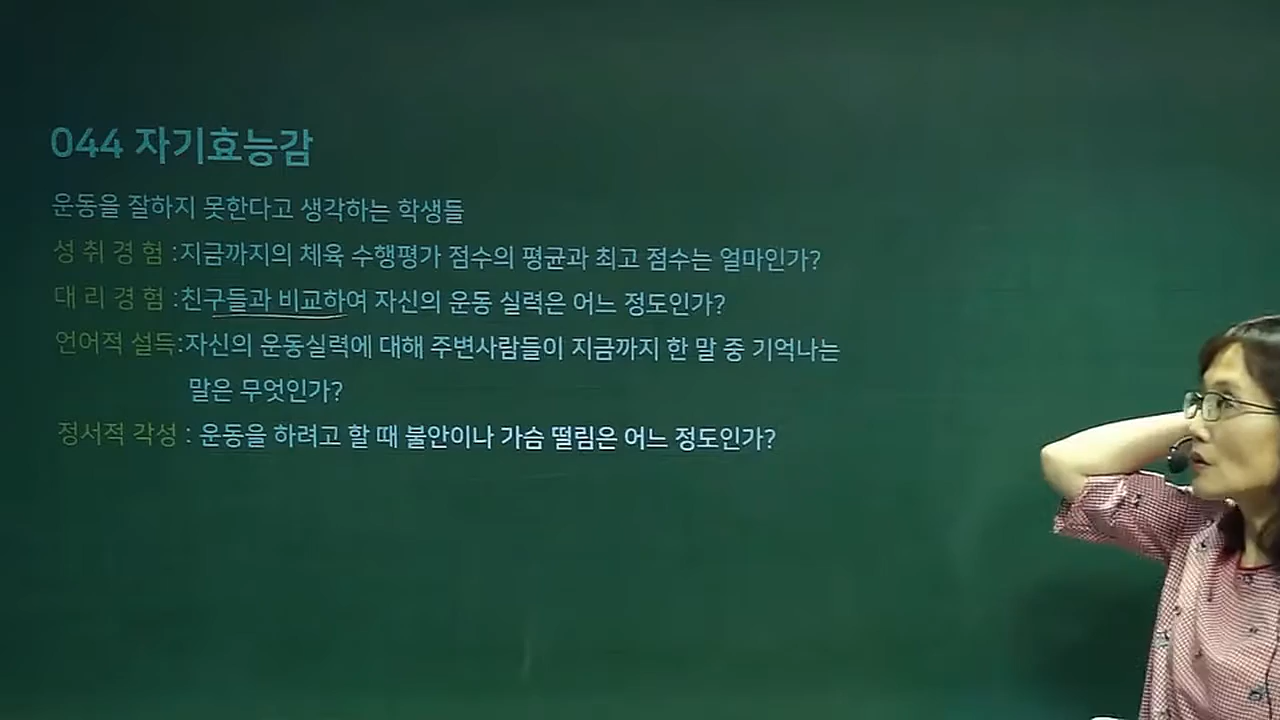 044 자기효능감
운동을 잘하지 못한다고 생각하는 학생들
성 취 경 험 :지금까지의 체육 수행평가 점수의 평균과 최고 점수는 얼마인가?
대 리 경 험 :친구들과 비교하여 자신의 운동 실력은 어느 정도인가?
언어적 설득:자신의 운동실력에 대해 주변사람들이 지금까지 한 말 중 기억나는
말은 무엇인가?
정서적 각성 : 운동을 하려고 할 때 불안이나 가슴 떨림은 어느 정도인가?